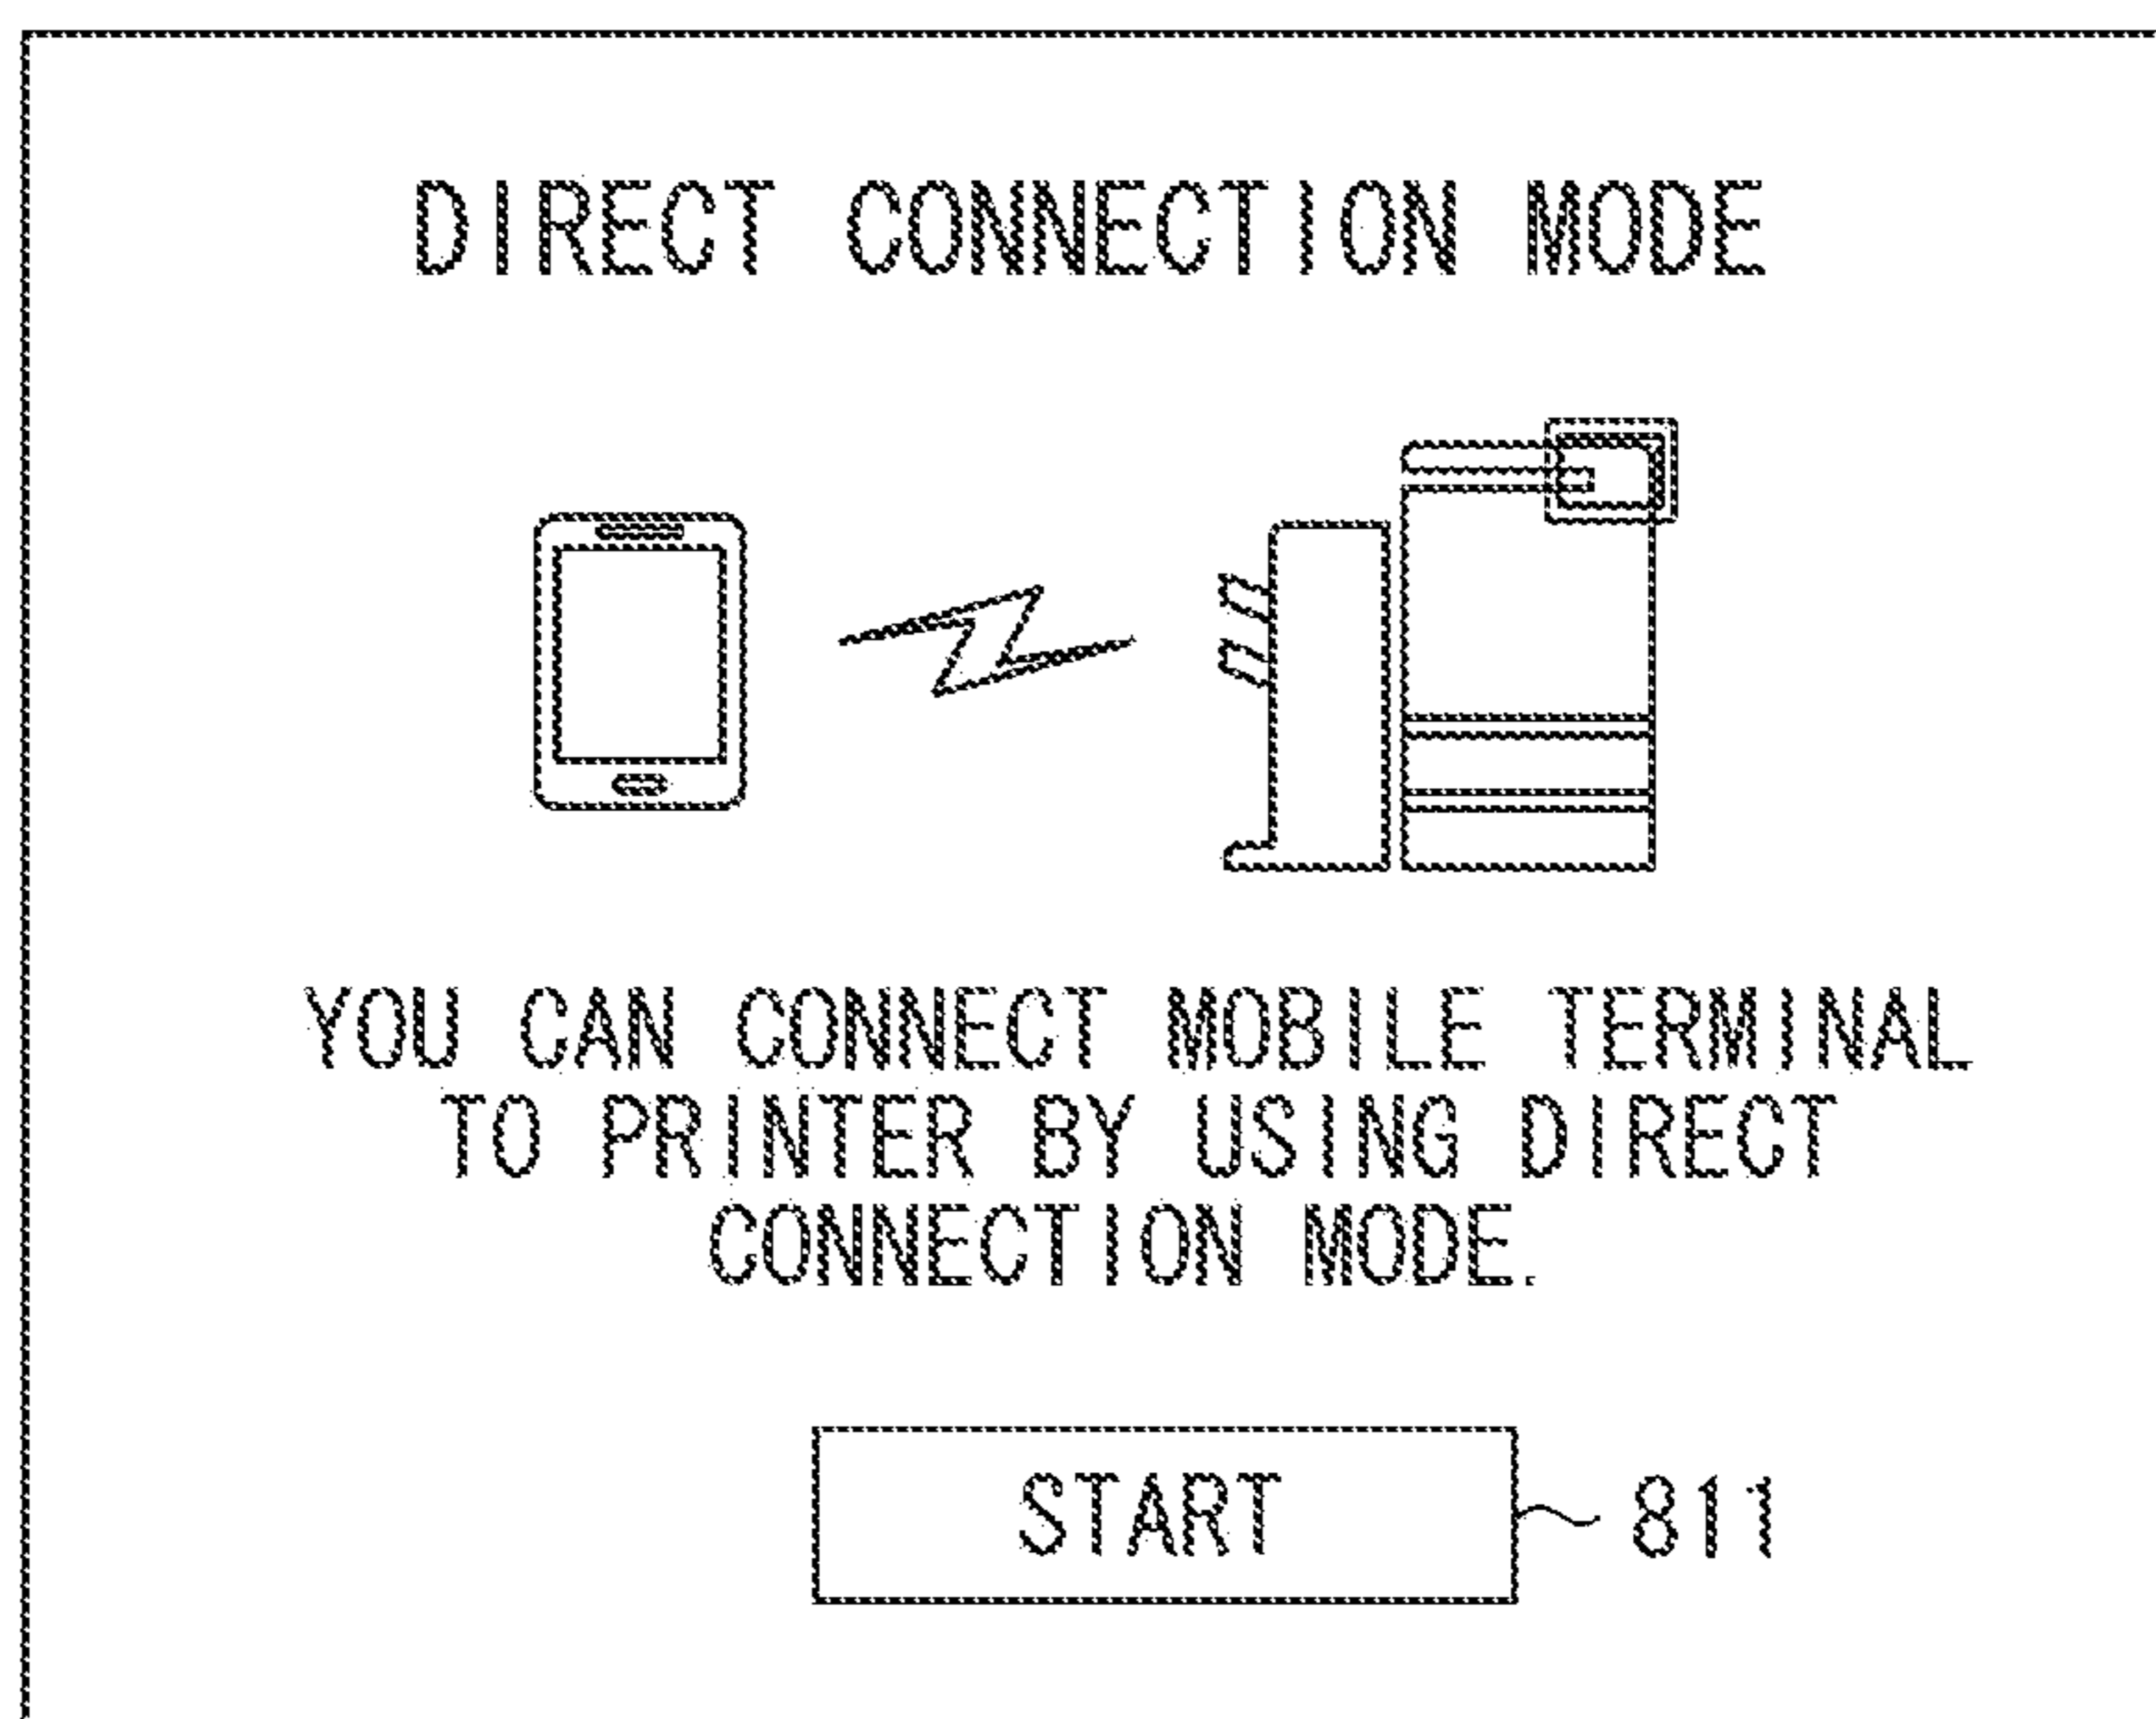 DIRECT CONNECTION MODE
YOU CAN CONNECT MOBILE TERMINAL
TO PRINTER BY USING DIRECT
CONNECTION MODE.
START
811